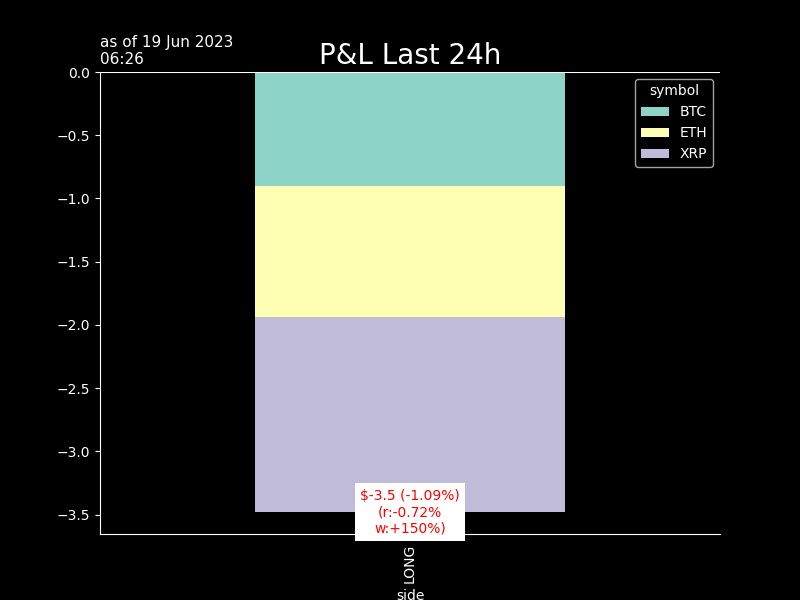 as of 19 Jun 2023
06:26
P&L Last 24h
0.0
−0.5
−1.0
−1.5
−2.0
−2.5
−3.0
−3.5
symbol
BTC
ETH
XRP
$-3.5 (-1.09%)
(r:-0.72%
w:+150%)
LONG
side